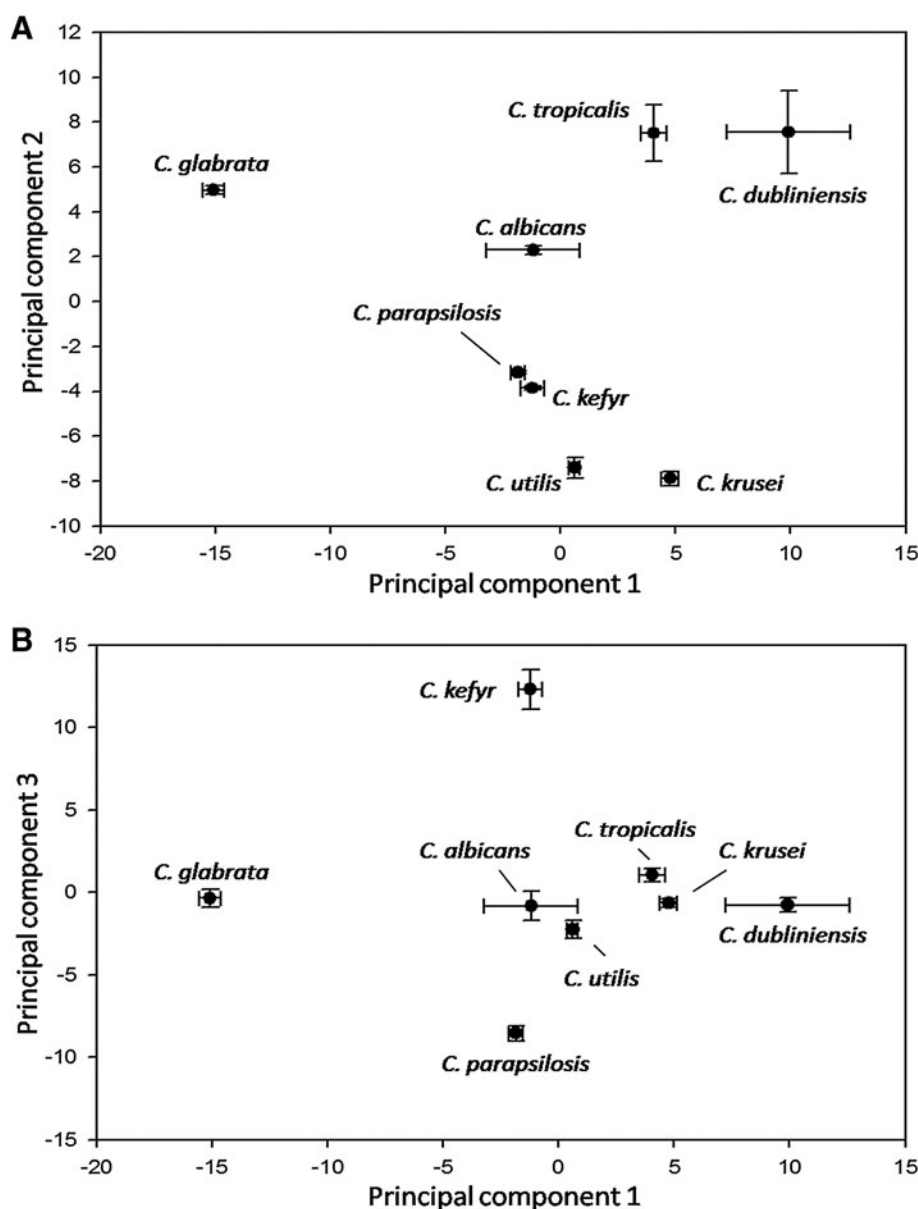 A
12
10
8
6
4
2
0
-2
-4
-6
-8
-10
Principal component 2
C. tropicalis
C. glabrata
C. dubliniensis
C. albicans
C. parapsilosis
C. kefyr
C. utilis
C. krusei
-20 -15 -10 -5 0 5 10 15
Principal component 1
B
15
10
5
0
-5
-10
-15
Principal component 3
C. kefyr
C. tropicalis
C. albicans
C. krusei
C. glabrata
C. dubliniensis
C. utilis
C. parapsilosis
-20 -15 -10 -5 0 5 10 15
Principal component 1